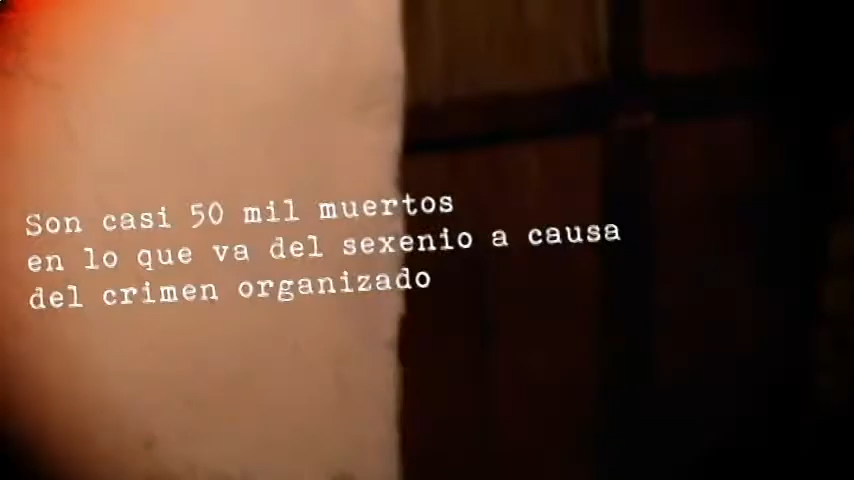 Son casi 50 mil muertos
en lo que va del sexenio a causa
del crimen organizado